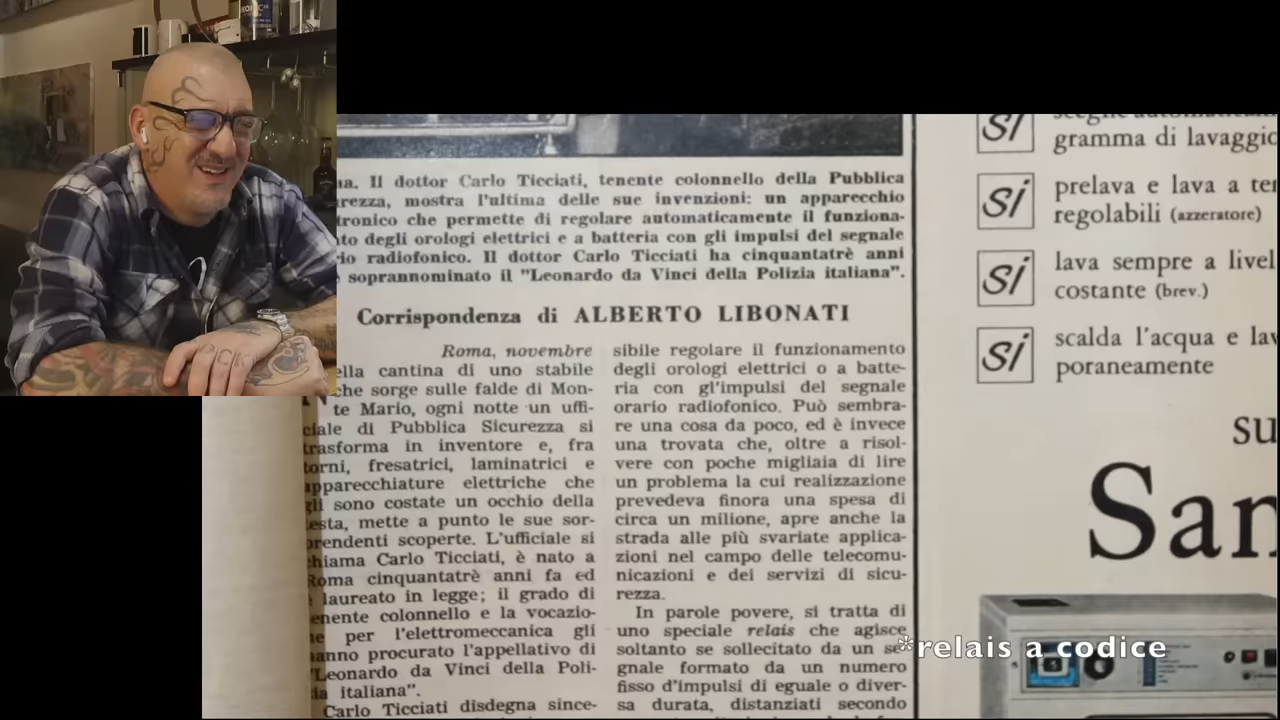 na. Il dottor Carlo Ticciati, tenente colonnello della Pubblica
rezza, mostra l'ultima delle sue invenzioni: un apparecchio
tronico che permette di regolare automaticamente il funziona-
to degli orologi elettrici e a batteria con gli impulsi del segnale
rio radiofonico. Il dottor Carlo Ticciati ha cinquantatrè anni
soprannominato il "Leonardo da Vinci della Polizia italiana".
Corrispondenza di ALBERTO LIBONATI
Roma, novembre
ella cantina di uno stabile
che sorge sulle falde di Mon-
te Mario, ogni notte un uffi-
ciale di Pubblica Sicurezza si
trasforma in inventore e, fra
torni, fresatrici, laminatrici e
apparecchiature elettriche che
gli sono costate un occhio della
testa, mette a punto le sue sor-
prendenti scoperte. L'ufficiale si
chiama Carlo Ticciati, è nato a
Roma cinquantatrè anni fa ed
laureato in legge; il grado di
enente colonnello e la vocazio-
ne per l'elettromeccanica gli
anno procurato l'appellativo di
"Leonardo da Vinci della Poli-
zia italiana".
Carlo Ticciati disdegna since-
sibile regolare il funzionamento
degli orologi elettrici o a batte-
ria con gl'impulsi del segnale
orario radiofonico. Può sembra-
re una cosa da poco, ed è invece
una trovata che, oltre a risol-
vere con poche migliaia di lire
un problema la cui realizzazione
prevedeva finora una spesa di
circa un milione, apre anche la
strada alle più svariate applica-
zioni nel campo delle telecomu-
nicazioni e dei servizi di sicu-
rezza.
In parole povere, si tratta di
uno speciale relais che agisce
soltanto se sollecitato da un se-
gnale formato da un numero
fisso d'impulsi di eguale o diver-
sa durata, distanziati secondo
si
gramma di lavaggio
si prelava e lava a te
regolabili (azzeratore)
si lava sempre a livel
costante (brev.)
si scalda l'acqua e lav
poraneamente
su
San
*relais a codice